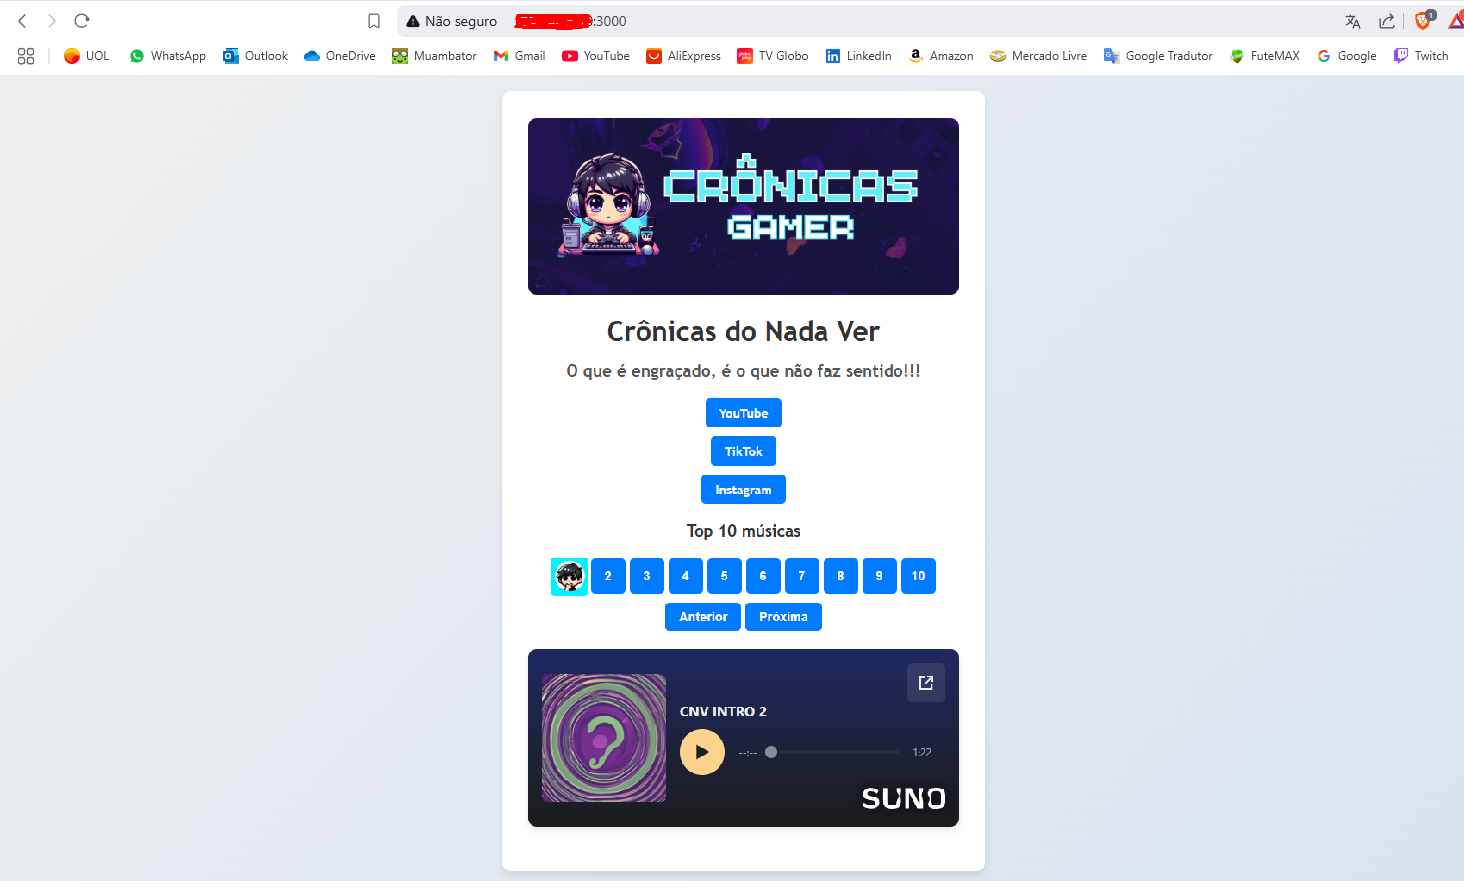 Não seguro :3000
1
UOL WhatsApp Outlook OneDrive Muambator Gmail YouTube AliExpress TV Globo LinkedIn Amazon Mercado Livre Google Tradutor FuteMAX Google Twitch
CRÔNICAS
GAMER
Crônicas do Nada Ver
O que é engraçado, é o que não faz sentido!!!
YouTube
TikTok
Instagram
Top 10 músicas
2 3 4 5 6 7 8 9 10
Anterior Próxima
CNV INTRO 2
--:-- 1:22
SUNO